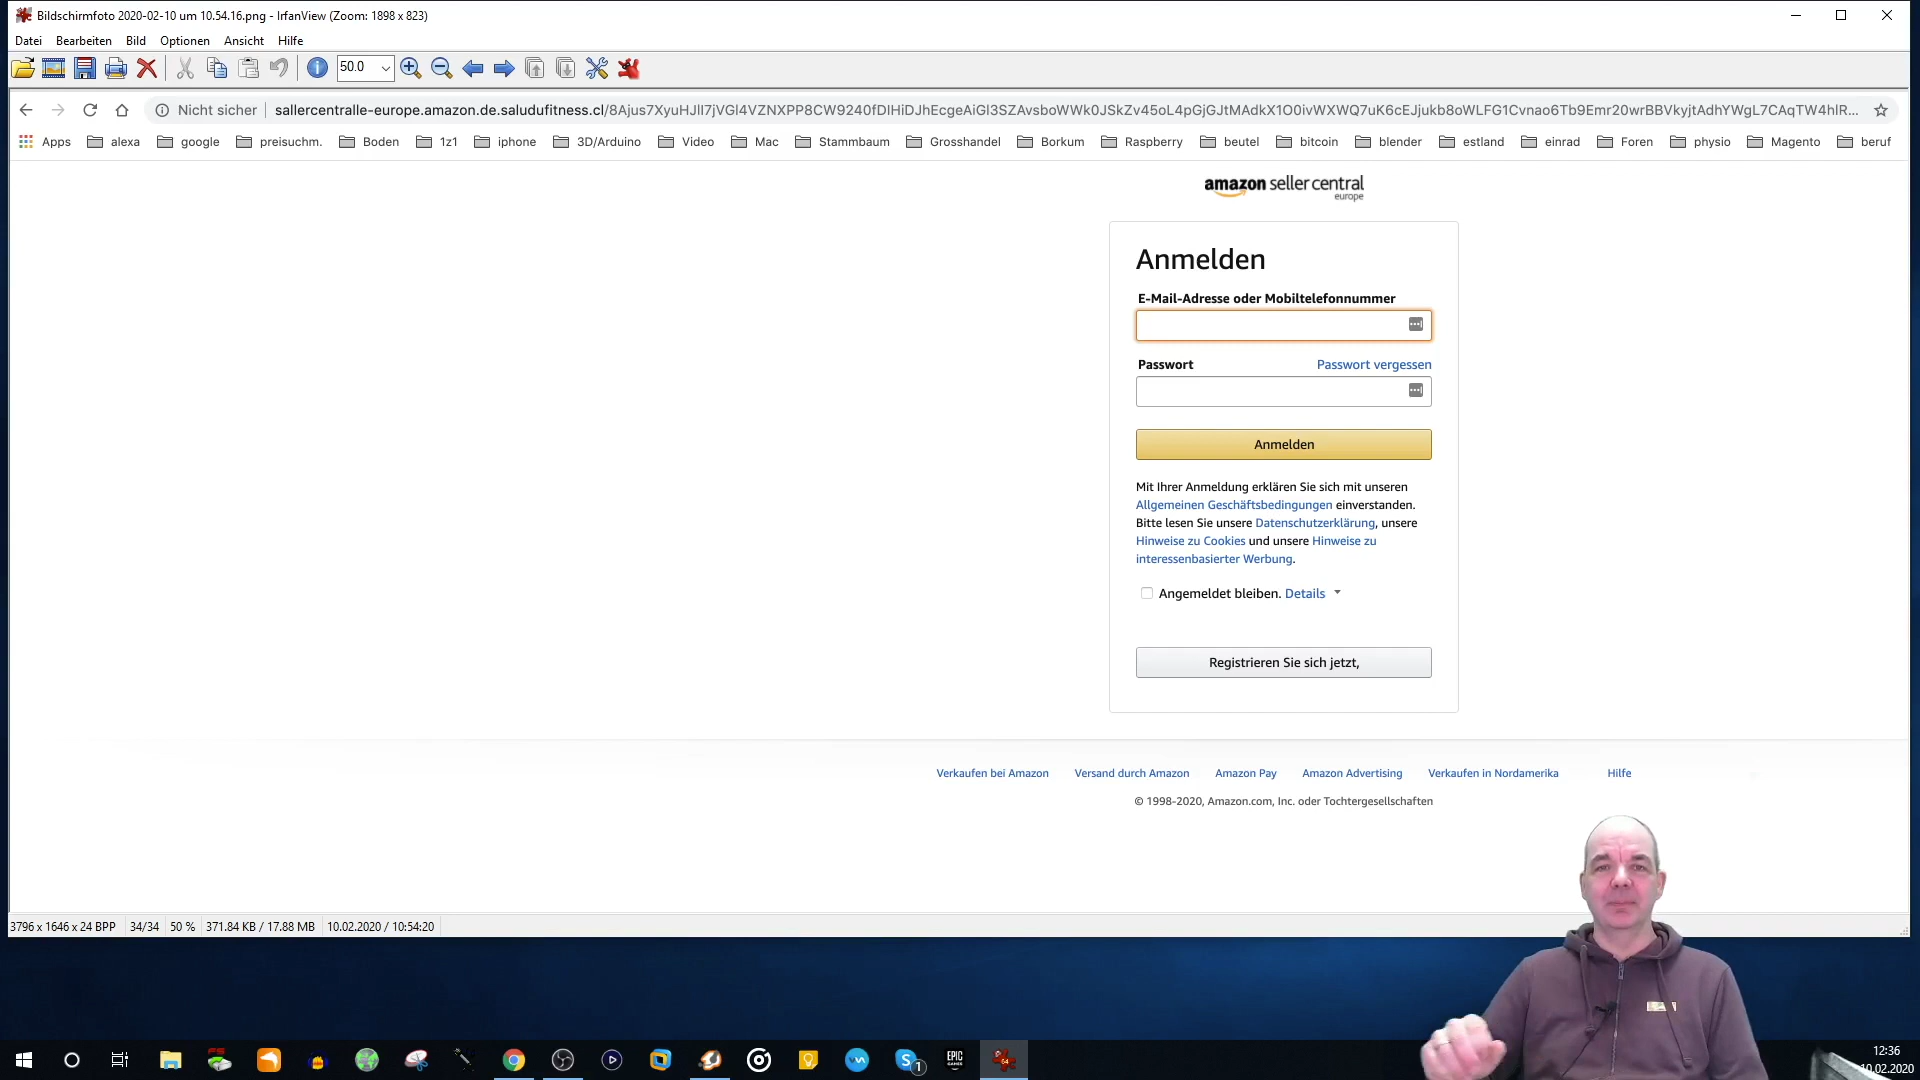 Bildschirmfoto 2020-02-10 um 10.54.16.png - IrfanView (Zoom: 1898 x 823)
Datei Bearbeiten Bild Optionen Ansicht Hilfe
50.0
Nicht sicher sallercentralle-europe.amazon.de.saludufitness.cl/8Ajus7XyuHJlI7jVGl4VZNXPP8CW9240fDlHiDJhEcgeAiGl3SZAvsboWWk0JSkZv45oL4pGjGJtMAdkX1O0ivWXWQ7uK6cEJjukb8oWLFG1Cvnao6Tb9Emr20wrBBVkyjtAdhYWgL7CAqTW4hlR...
Apps alexa google preisuchm. Boden 1z1 iphone 3D/Arduino Video Mac Stammbaum Grosshandel Borkum Raspberry beutel bitcoin blender estland einrad Foren physio Magento beruf
amazon seller central
europe
Anmelden
E-Mail-Adresse oder Mobiltelefonnummer
Passwort Passwort vergessen
Anmelden
Mit Ihrer Anmeldung erklären Sie sich mit unseren
Allgemeinen Geschäftsbedingungen einverstanden.
Bitte lesen Sie unsere Datenschutzerklärung, unsere
Hinweise zu Cookies und unsere Hinweise zu
interessenbasierter Werbung.
Angemeldet bleiben. Details
Registrieren Sie sich jetzt,
Verkaufen bei Amazon Versand durch Amazon Amazon Pay Amazon Advertising Verkaufen in Nordamerika Hilfe
© 1998-2020, Amazon.com, Inc. oder Tochtergesellschaften
3796 x 1646 x 24 BPP 34/34 50 % 371.84 KB / 17.88 MB 10.02.2020 / 10:54:20
EPIC
GAMES
S 1
64
12:36
10.02.2020